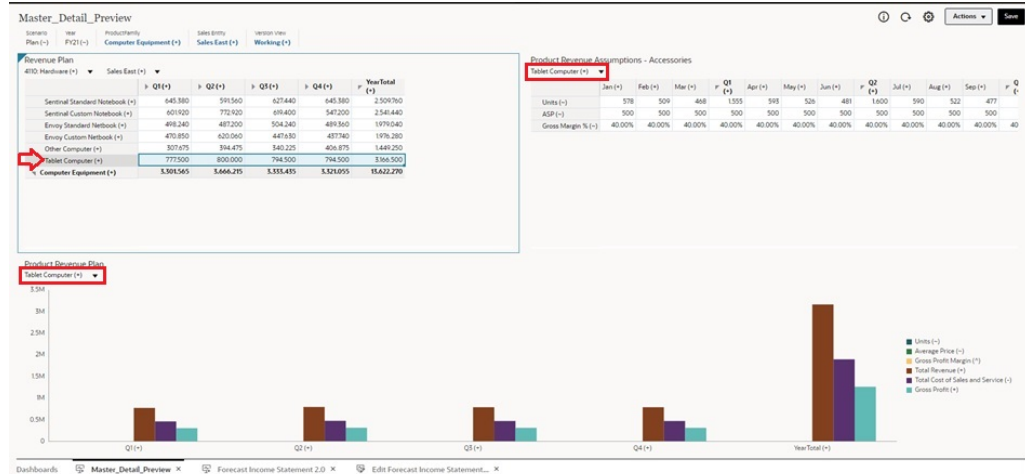 Master_Detail_Preview
Actions ▼ Save
Scenario Year ProductFamily Sales Entity Version View
Plan (~) FY21 (~) Computer Equipment (+) Sales East (+) Working (+)
Revenue Plan
4110: Hardware (+) ▼ Sales East (+) ▼
Q1 (+) Q2 (+) Q3 (+) Q4 (+) YearTotal (+)
Sentinal Standard Notebook (+) 645.380 591.560 627.440 645.380 2.509.760
Sentinal Custom Notebook (+) 601.920 772.920 619.400 547.200 2.541.440
Envoy Standard Netbook (+) 498.240 487.200 504.240 489.360 1.979.040
Envoy Custom Netbook (+) 470.850 620.060 447.630 437.740 1.976.280
Other Computer (+) 307.675 394.475 340.225 406.875 1.449.250
Tablet Computer (+) 777.500 800.000 794.500 794.500 3.166.500
Computer Equipment (+) 3.301.565 3.666.215 3.333.435 3.321.055 13.622.270
Product Revenue Assumptions - Accessories
Tablet Computer (+) ▼
Jan (+) Feb (+) Mar (+) Q1 (+) Apr (+) May (+) Jun (+) Q2 (+) Jul (+) Aug (+) Sep (+)
Units (~) 578 509 468 1.555 593 526 481 1.600 590 522 477
ASP (~) 500 500 500 500 500 500 500 500 500 500 500
Gross Margin % (~) 40.00% 40.00% 40.00% 40.00% 40.00% 40.00% 40.00% 40.00% 40.00% 40.00% 40.00% 40
Product Revenue Plan
Tablet Computer (+) ▼
3.5M
3M
2.5M
2M
1.5M
1M
0.5M
0
Q1 (+) Q2 (+) Q3 (+) Q4 (+) YearTotal (+)
Units (~)
Average Price (~)
Gross Profit Margin (~)
Total Revenue (+)
Total Cost of Sales and Service (-)
Gross Profit (+)
Dashboards Master_Detail_Preview × Forecast Income Statement 2.0 × Edit Forecast Income Statement... ×